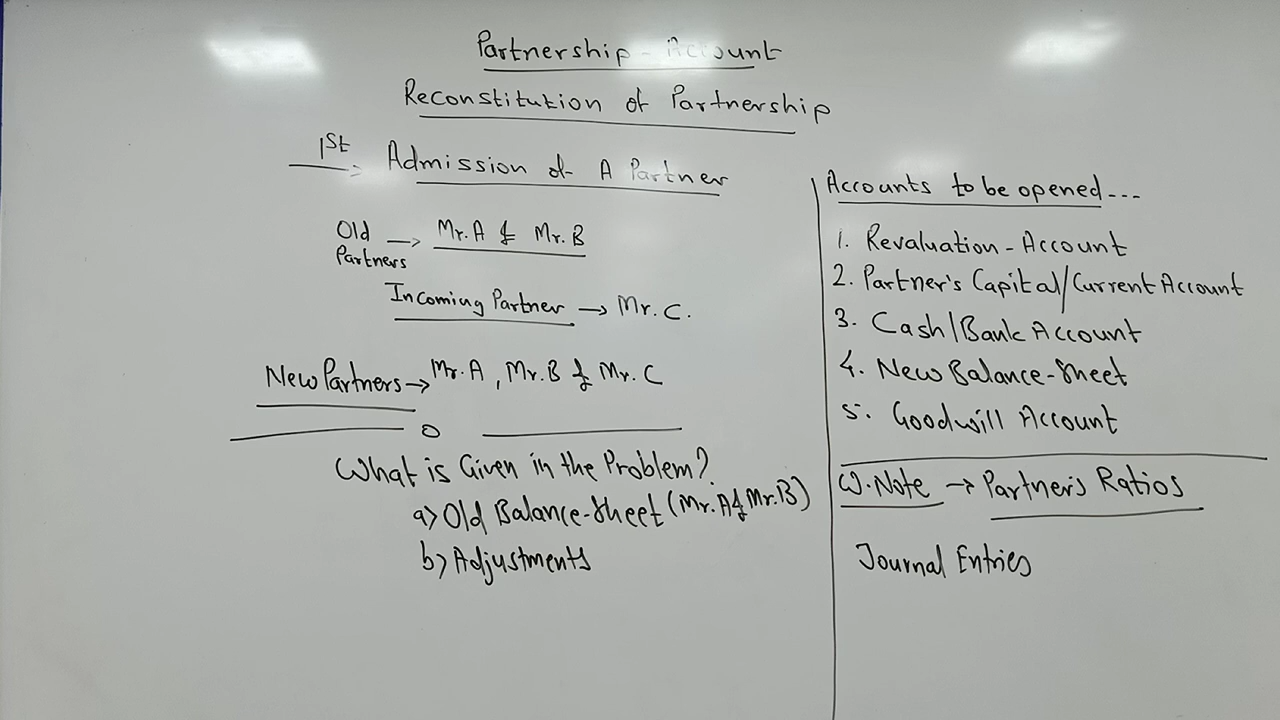 Partnership - Account
Reconstitution of Partnership
1st Admission of A Partner
Old Partners → Mr. A & Mr. B
Incoming Partner → Mr. C.
New Partners → Mr. A, Mr. B & Mr. C
What is Given in the Problem?
a) Old Balance-Sheet (Mr. A & Mr. B)
b) Adjustments
Accounts to be opened...
1. Revaluation - Account
2. Partner's Capital/Current Account
3. Cash/Bank Account
4. New Balance-Sheet
5. Goodwill Account
W. Note → Partner's Ratios
Journal Entries